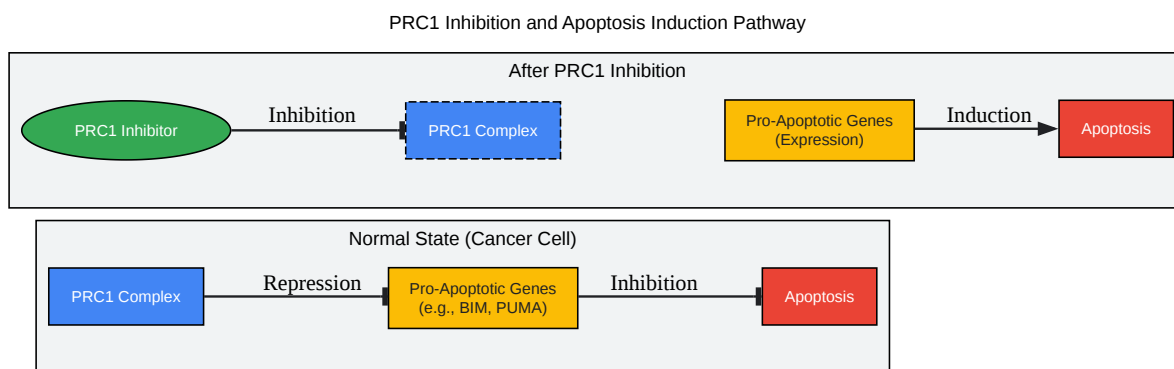 PRC1 Inhibition and Apoptosis Induction Pathway
After PRC1 Inhibition
PRC1 Inhibitor
Inhibition
PRC1 Complex
Pro-Apoptotic Genes
(Expression)
Induction
Apoptosis
Normal State (Cancer Cell)
PRC1 Complex
Repression
Pro-Apoptotic Genes
(e.g., BIM, PUMA)
Inhibition
Apoptosis